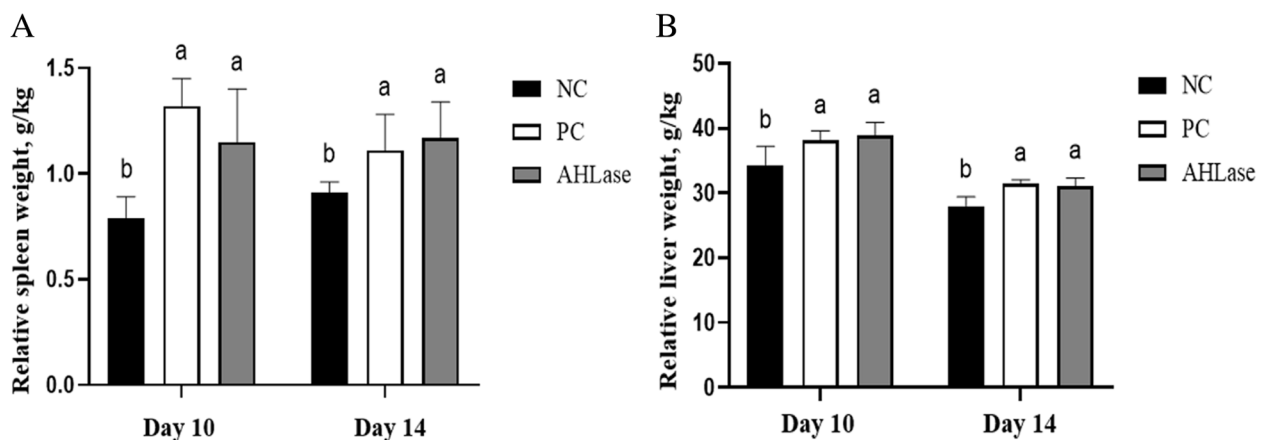 A
Relative spleen weight, g/kg
1.5
1.0
0.5
0.0
b
a
a
b
a
a
Day 10
Day 14
NC
PC
AHLase
B
Relative liver weight, g/kg
50
40
30
20
10
0
b
a
a
b
a
a
Day 10
Day 14
NC
PC
AHLase